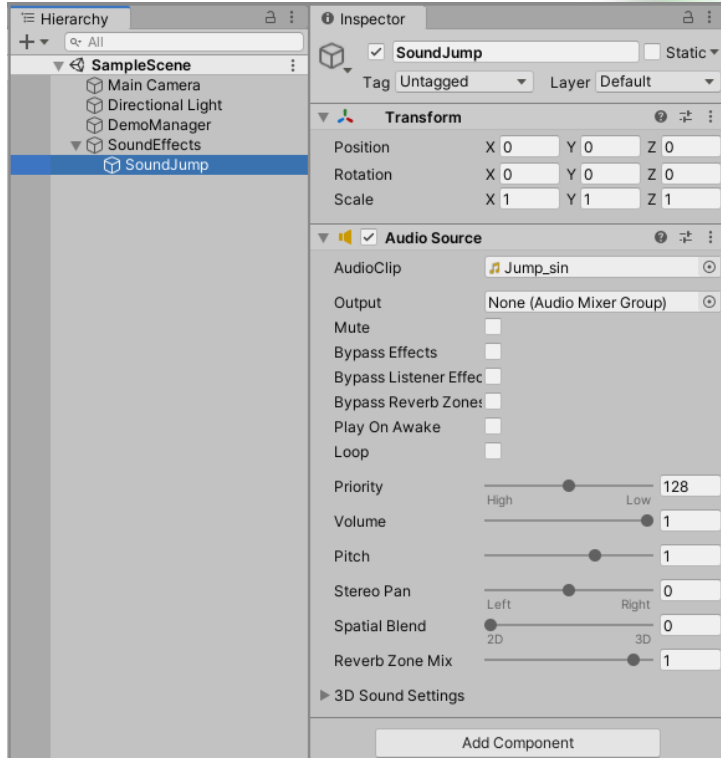 Hierarchy
All
SampleScene
Main Camera
Directional Light
DemoManager
SoundEffects
SoundJump
Inspector
SoundJump Static
Tag Untagged Layer Default
Transform
Position X 0 Y 0 Z 0
Rotation X 0 Y 0 Z 0
Scale X 1 Y 1 Z 1
Audio Source
AudioClip Jump_sin
Output None (Audio Mixer Group)
Mute
Bypass Effects
Bypass Listener Effec
Bypass Reverb Zones
Play On Awake
Loop
Priority 128
High Low
Volume 1
Pitch 1
Stereo Pan 0
Left Right
Spatial Blend 0
2D 3D
Reverb Zone Mix 1
3D Sound Settings
Add Component